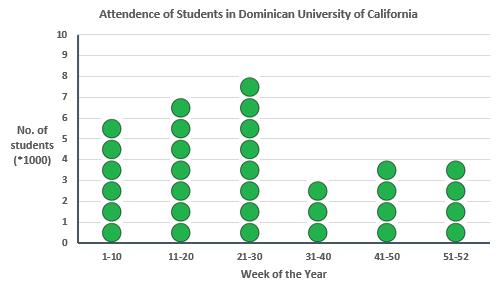 Attendence of Students in Dominican University of California
10
9
8
7
6
5
4
3
2
1
0
No. of
students
(*1000)
1-10 11-20 21-30 31-40 41-50 51-52
Week of the Year